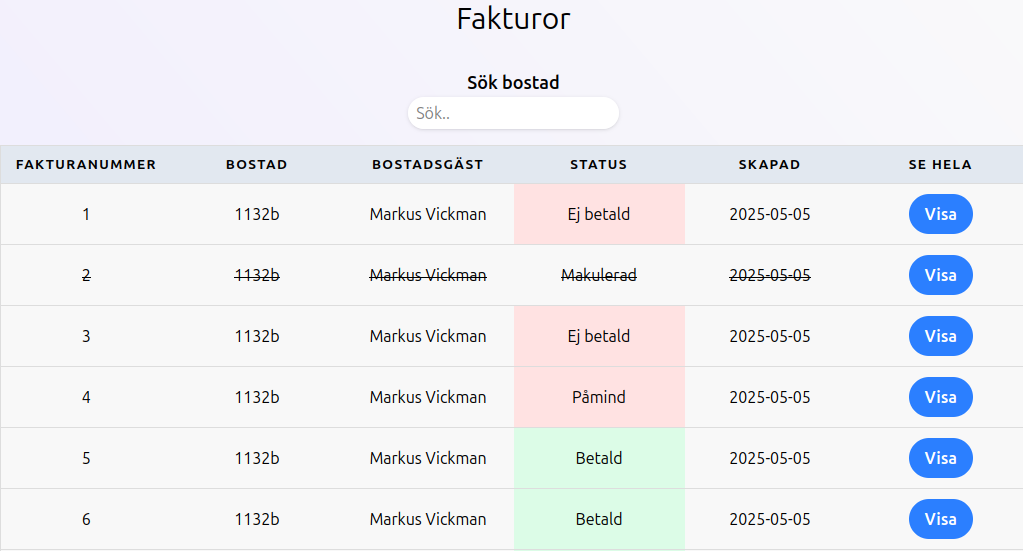 Fakturor
Sök bostad
Sök..
FAKTURANUMMER BOSTAD BOSTADSGÄST STATUS SKAPAD SE HELA
1 1132b Markus Vickman Ej betald 2025-05-05 Visa
2 1132b Markus Vickman Makulerad 2025-05-05 Visa
3 1132b Markus Vickman Ej betald 2025-05-05 Visa
4 1132b Markus Vickman Påmind 2025-05-05 Visa
5 1132b Markus Vickman Betald 2025-05-05 Visa
6 1132b Markus Vickman Betald 2025-05-05 Visa